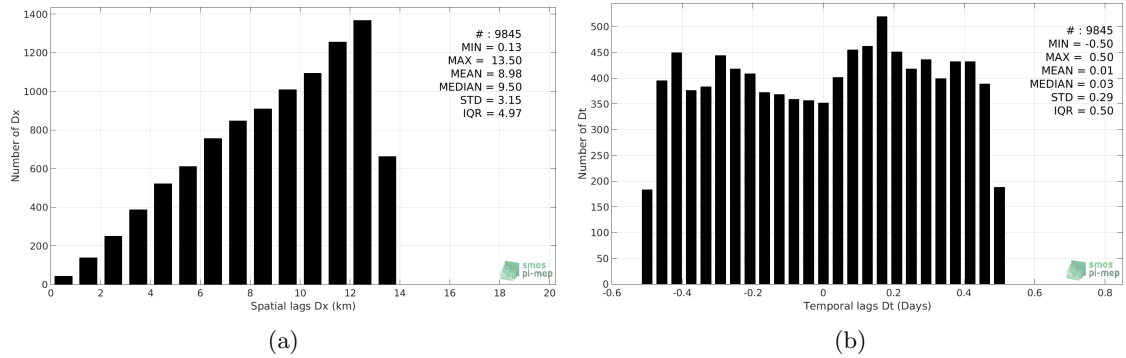 1400
1200
1000
800
600
400
200
0
Number of Dx
# : 9845
MIN = 0.13
MAX = 13.50
MEAN = 8.98
MEDIAN = 9.50
STD = 3.15
IQR = 4.97
smos
pi-mep
0 2 4 6 8 10 12 14 16 18 20
Spatial lags Dx (km)
(a)
500
450
400
350
300
250
200
150
100
50
0
Number of Dt
# : 9845
MIN = -0.50
MAX = 0.50
MEAN = 0.01
MEDIAN = 0.03
STD = 0.29
IQR = 0.50
smos
pi-mep
-0.6 -0.4 -0.2 0 0.2 0.4 0.6 0.8
Temporal lags Dt (Days)
(b)